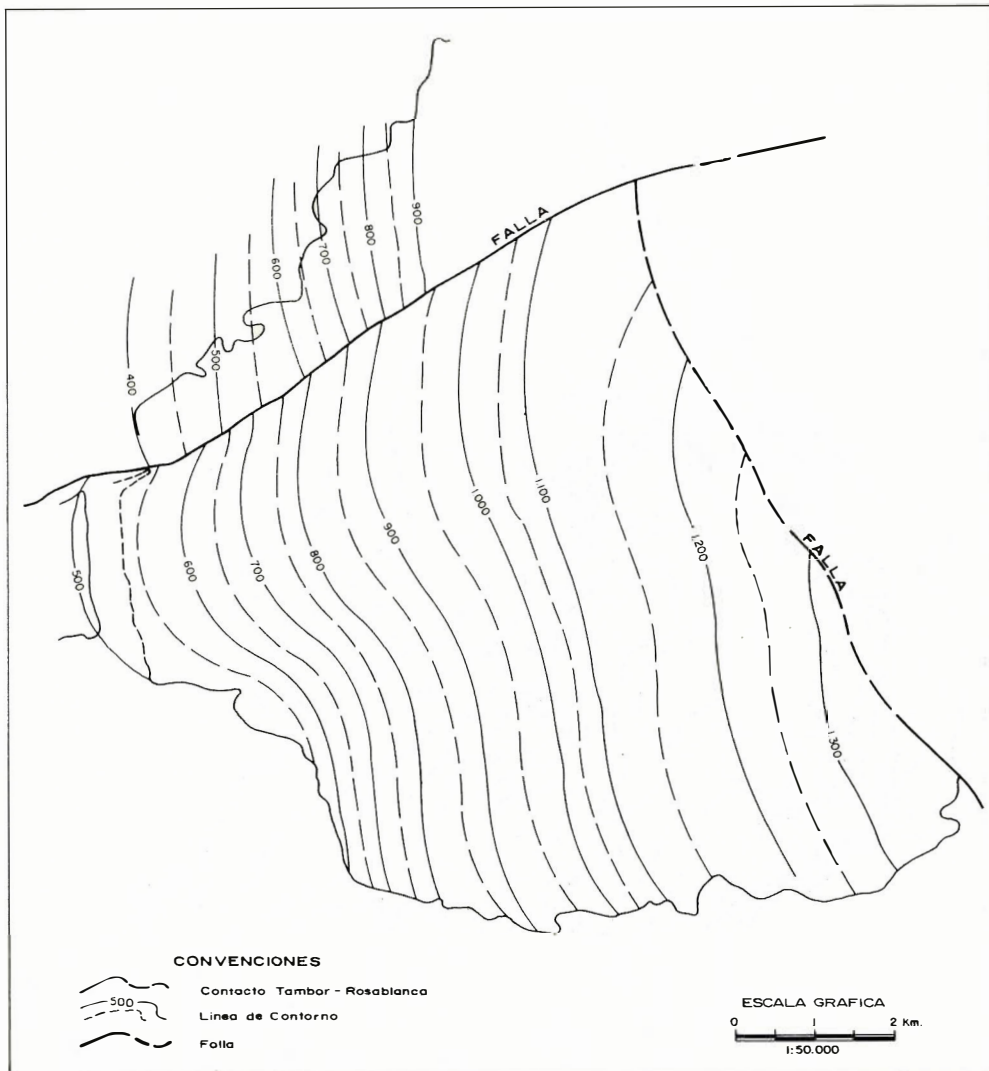 900
FALLA
800
700
600
500
400
1.100
1.000
900
1.200
FALLA
800
700
600
500
1.300
CONVENCIONES
Contacto Tambor - Rosablanca
500
Linea de Contorno
Falla
ESCALA GRAFICA
0 1 2 Km.
1:50.000